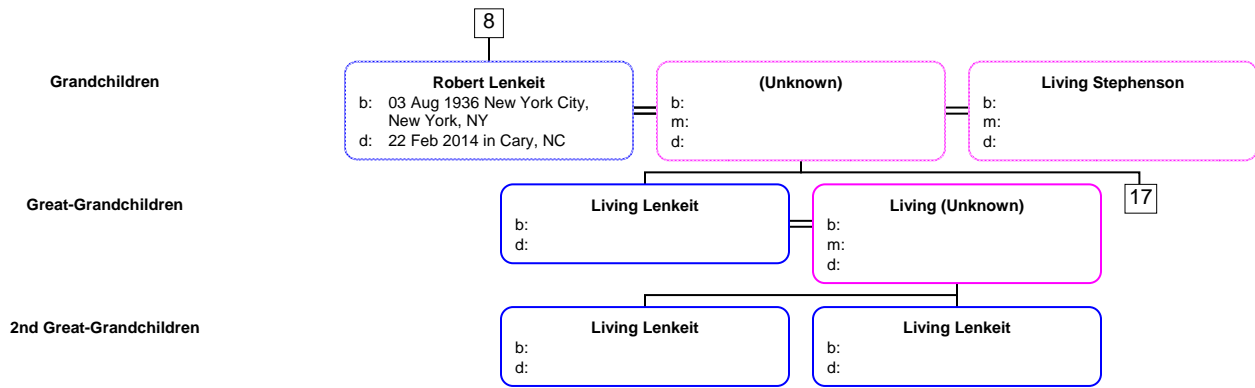 8
Grandchildren
Robert Lenkeit
b: 03 Aug 1936 New York City,
New York, NY
d: 22 Feb 2014 in Cary, NC
(Unknown)
b:
m:
d:
Living Stephenson
b:
m:
d:
Great-Grandchildren
Living Lenkeit
b:
d:
Living (Unknown)
b:
m:
d:
17
2nd Great-Grandchildren
Living Lenkeit
b:
d:
Living Lenkeit
b:
d: